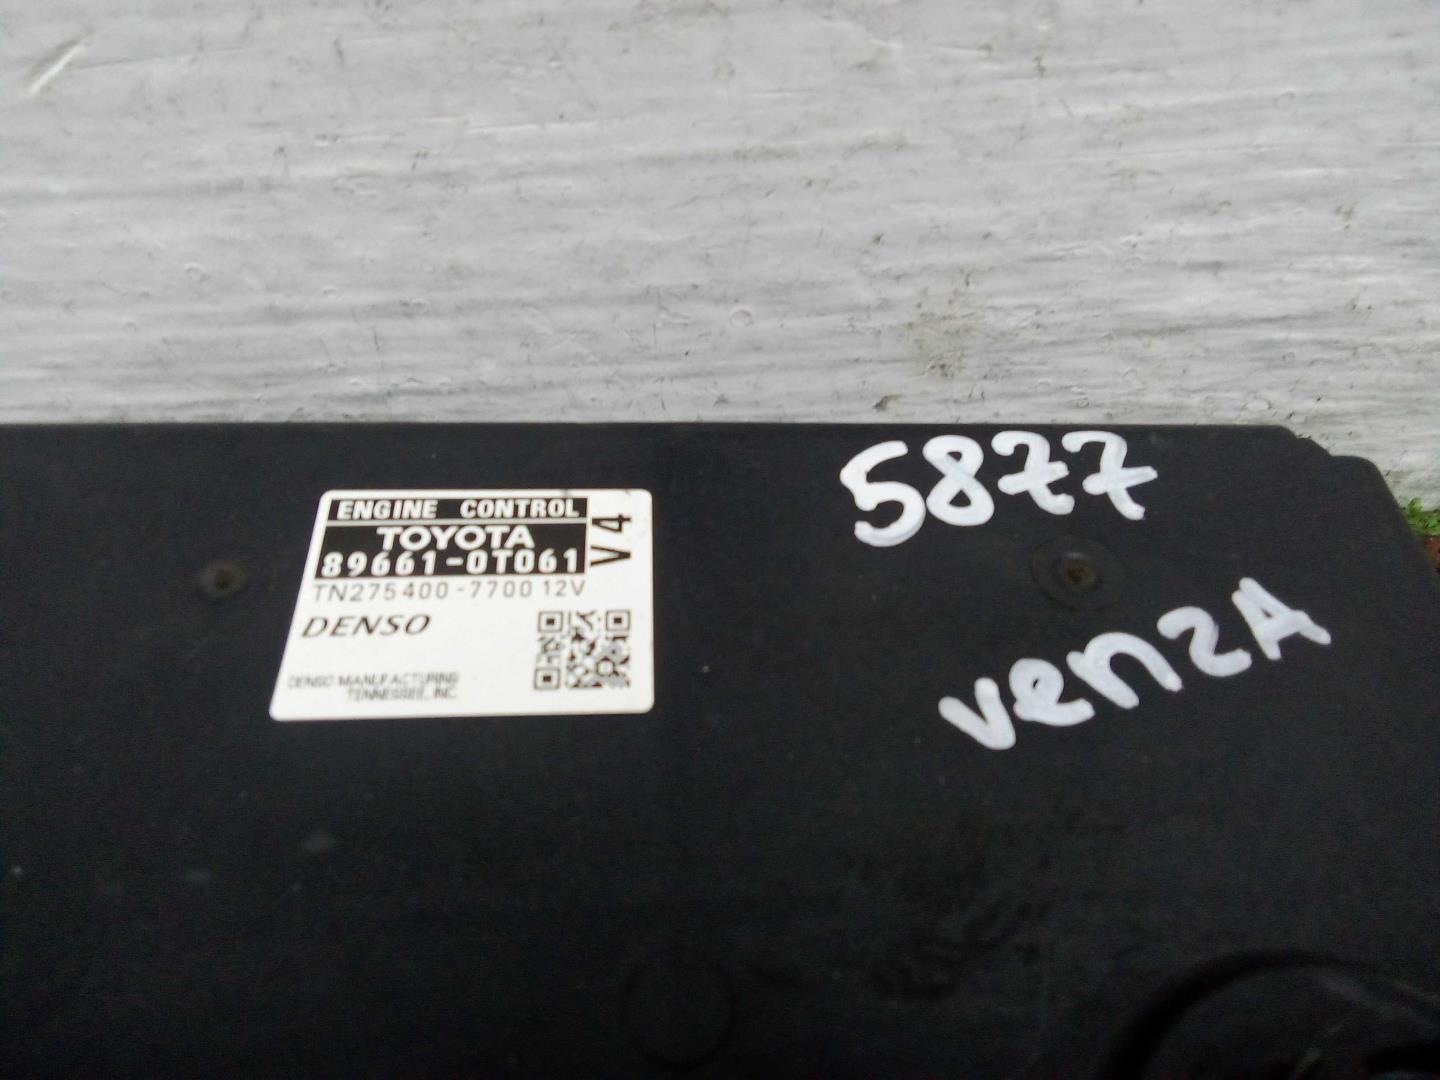 ENGINE CONTROL
TOYOTA
89661-0T061
V4
TN275400-7700 12V
DENSO
DENSO MANUFACTURING
TENNESSEE, INC.
5877
venzA